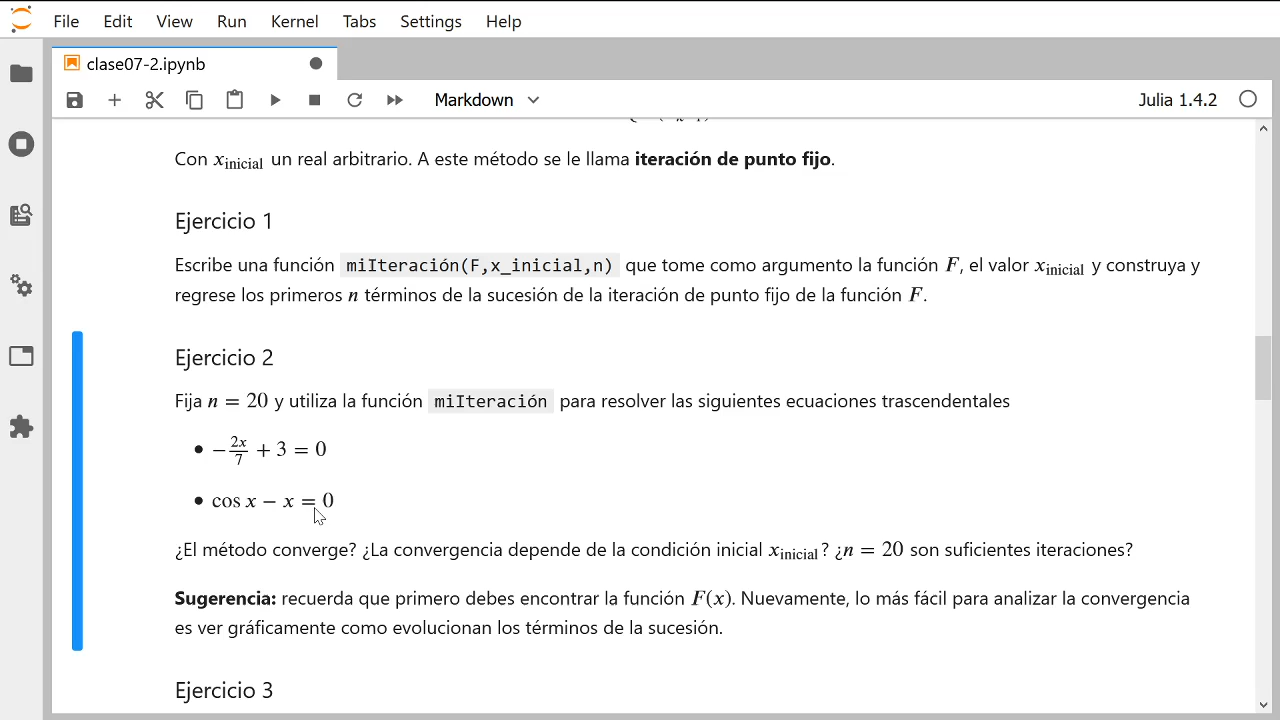 File Edit View Run Kernel Tabs Settings Help
clase07-2.ipynb
Markdown Julia 1.4.2
Con x_inicial un real arbitrario. A este método se le llama iteración de punto fijo.
Ejercicio 1
Escribe una función miIteración(F,x_inicial,n) que tome como argumento la función F, el valor x_inicial y construya y
regrese los primeros n términos de la sucesión de la iteración de punto fijo de la función F.
Ejercicio 2
Fija n = 20 y utiliza la función miIteración para resolver las siguientes ecuaciones trascendentales
• −2x/7 + 3 = 0
• cos x − x = 0
¿El método converge? ¿La convergencia depende de la condición inicial x_inicial? ¿n = 20 son suficientes iteraciones?
Sugerencia: recuerda que primero debes encontrar la función F(x). Nuevamente, lo más fácil para analizar la convergencia
es ver gráficamente como evolucionan los términos de la sucesión.
Ejercicio 3